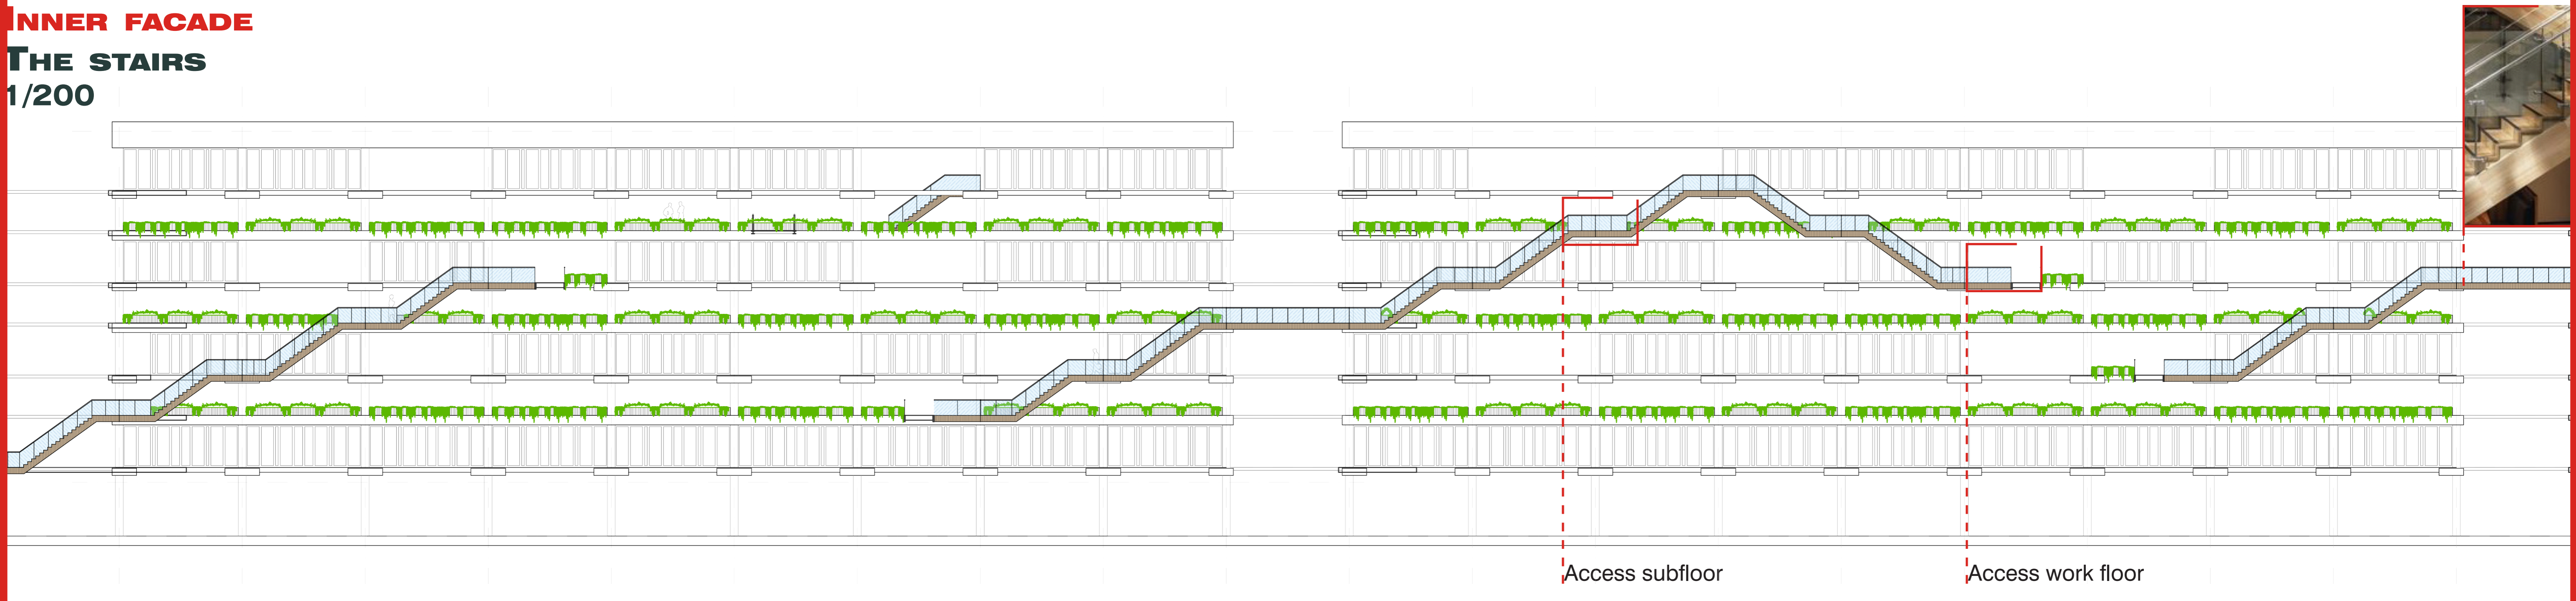 INNER FACADE
THE STAIRS
1/200
Access subfloor
Access work floor